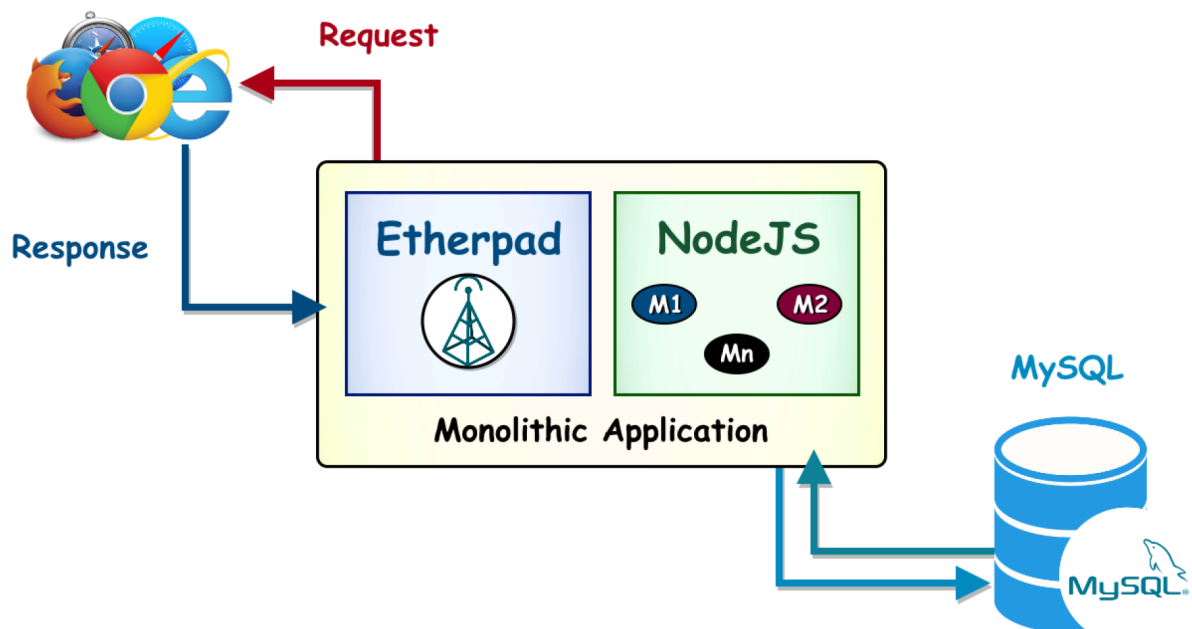 Request
Response
Etherpad
NodeJS
M1
M2
Mn
Monolithic Application
MySQL
MySQL®